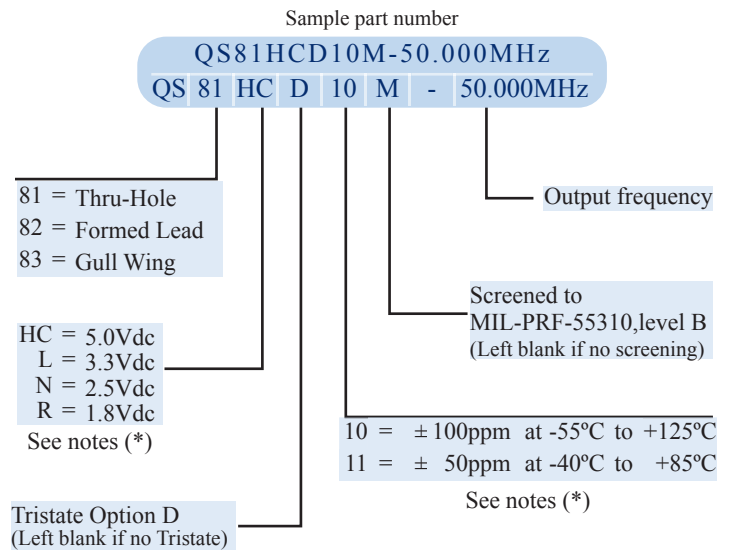 Sample part number
QS81HCD10M-50.000MHz
QS 81 HC D 10 M - 50.000MHz
81 = Thru-Hole
82 = Formed Lead
83 = Gull Wing
Output frequency
Screened to
MIL-PRF-55310,level B
(Left blank if no screening)
HC = 5.0Vdc
L = 3.3Vdc
N = 2.5Vdc
R = 1.8Vdc
See notes (*)
10 = ± 100ppm at -55ºC to +125ºC
11 = ± 50ppm at -40ºC to +85ºC
See notes (*)
Tristate Option D
(Left blank if no Tristate)